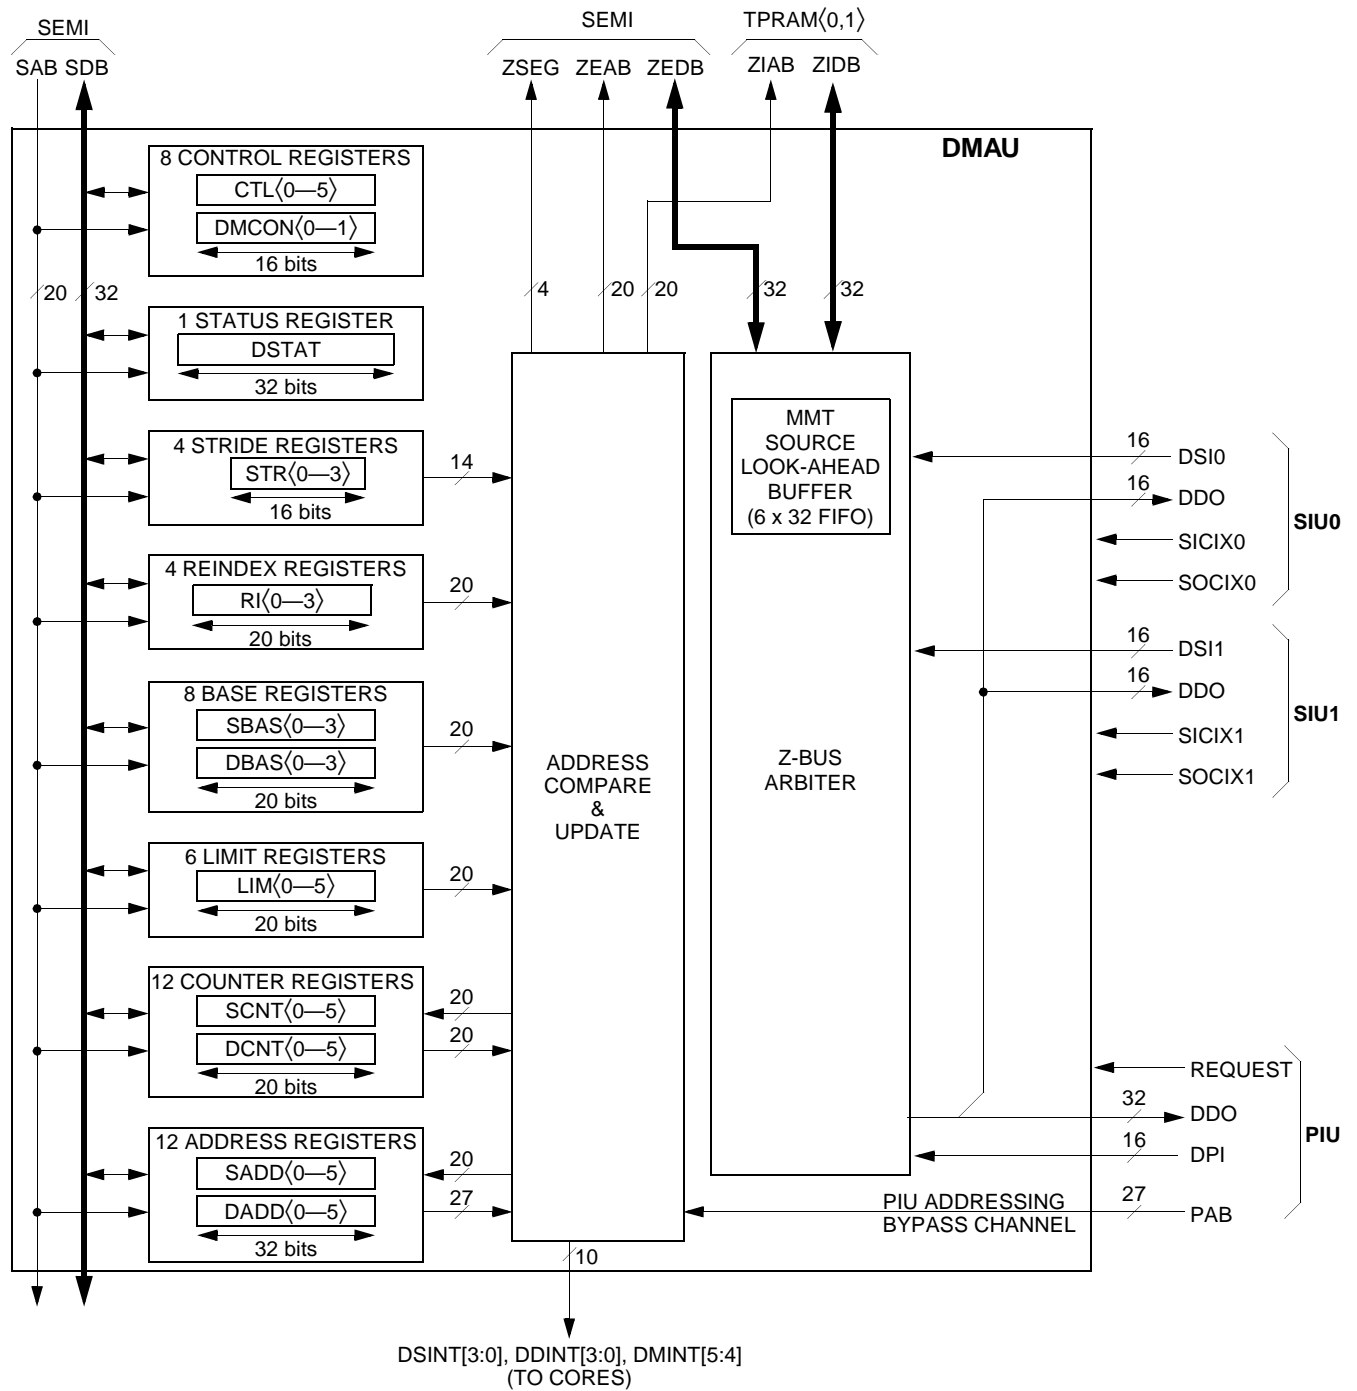 SEMI
SAB SDB
SEMI
ZSEG ZEAB ZEDB
TPRAM⟨0,1⟩
ZIAB ZIDB
DMAU
8 CONTROL REGISTERS
CTL⟨0—5⟩
DMCON⟨0—1⟩
16 bits
20
32
4
20
20
32
32
1 STATUS REGISTER
DSTAT
32 bits
4 STRIDE REGISTERS
STR⟨0—3⟩
16 bits
14
4 REINDEX REGISTERS
RI⟨0—3⟩
20 bits
20
8 BASE REGISTERS
SBAS⟨0—3⟩
DBAS⟨0—3⟩
20 bits
20
6 LIMIT REGISTERS
LIM⟨0—5⟩
20 bits
20
12 COUNTER REGISTERS
SCNT⟨0—5⟩
DCNT⟨0—5⟩
20 bits
20
20
12 ADDRESS REGISTERS
SADD⟨0—5⟩
DADD⟨0—5⟩
32 bits
20
27
ADDRESS
COMPARE
&
UPDATE
MMT
SOURCE
LOOK-AHEAD
BUFFER
(6 x 32 FIFO)
Z-BUS
ARBITER
16
DSI0
16
DDO
SICIX0
SOCIX0
SIU0
16
DSI1
16
DDO
SICIX1
SOCIX1
SIU1
REQUEST
32
DDO
16
DPI
27
PAB
PIU
PIU ADDRESSING
BYPASS CHANNEL
10
DSINT[3:0], DDINT[3:0], DMINT[5:4]
(TO CORES)